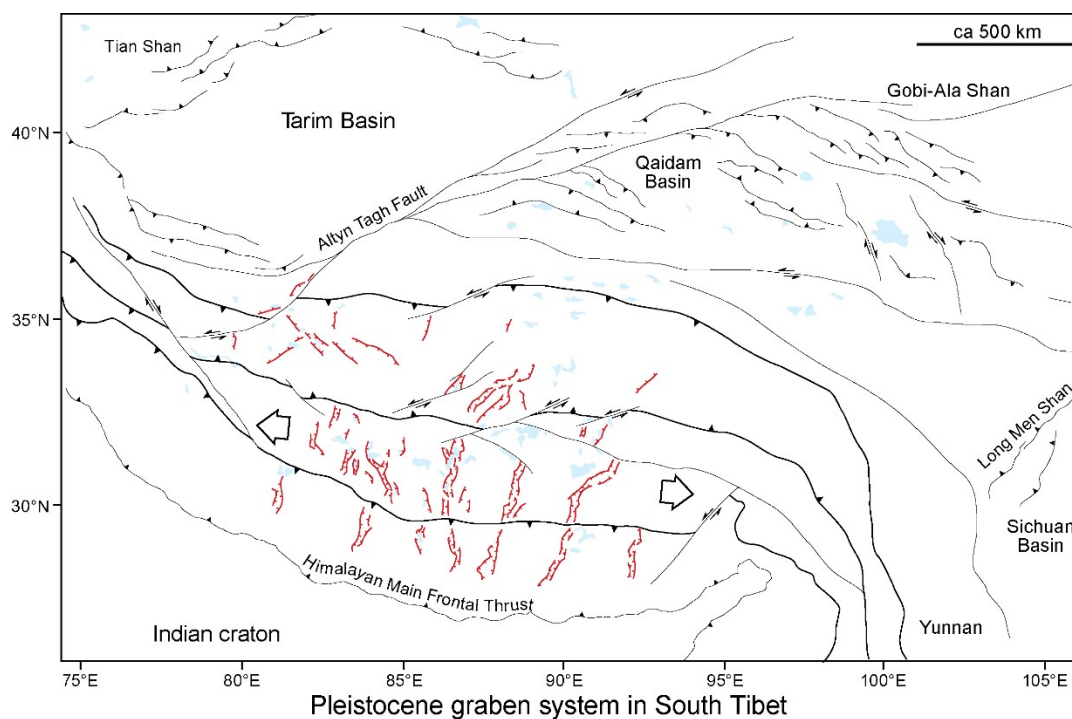 ca 500 km
Tian Shan
Gobi-Ala Shan
Tarim Basin
40°N
Qaidam
Basin
Altyn Tagh Fault
35°N
Long Men Shan
30°N
Sichuan
Basin
Himalayan Main Frontal Thrust
Indian craton
Yunnan
75°E
80°E
85°E
90°E
95°E
100°E
105°E
Pleistocene graben system in South Tibet